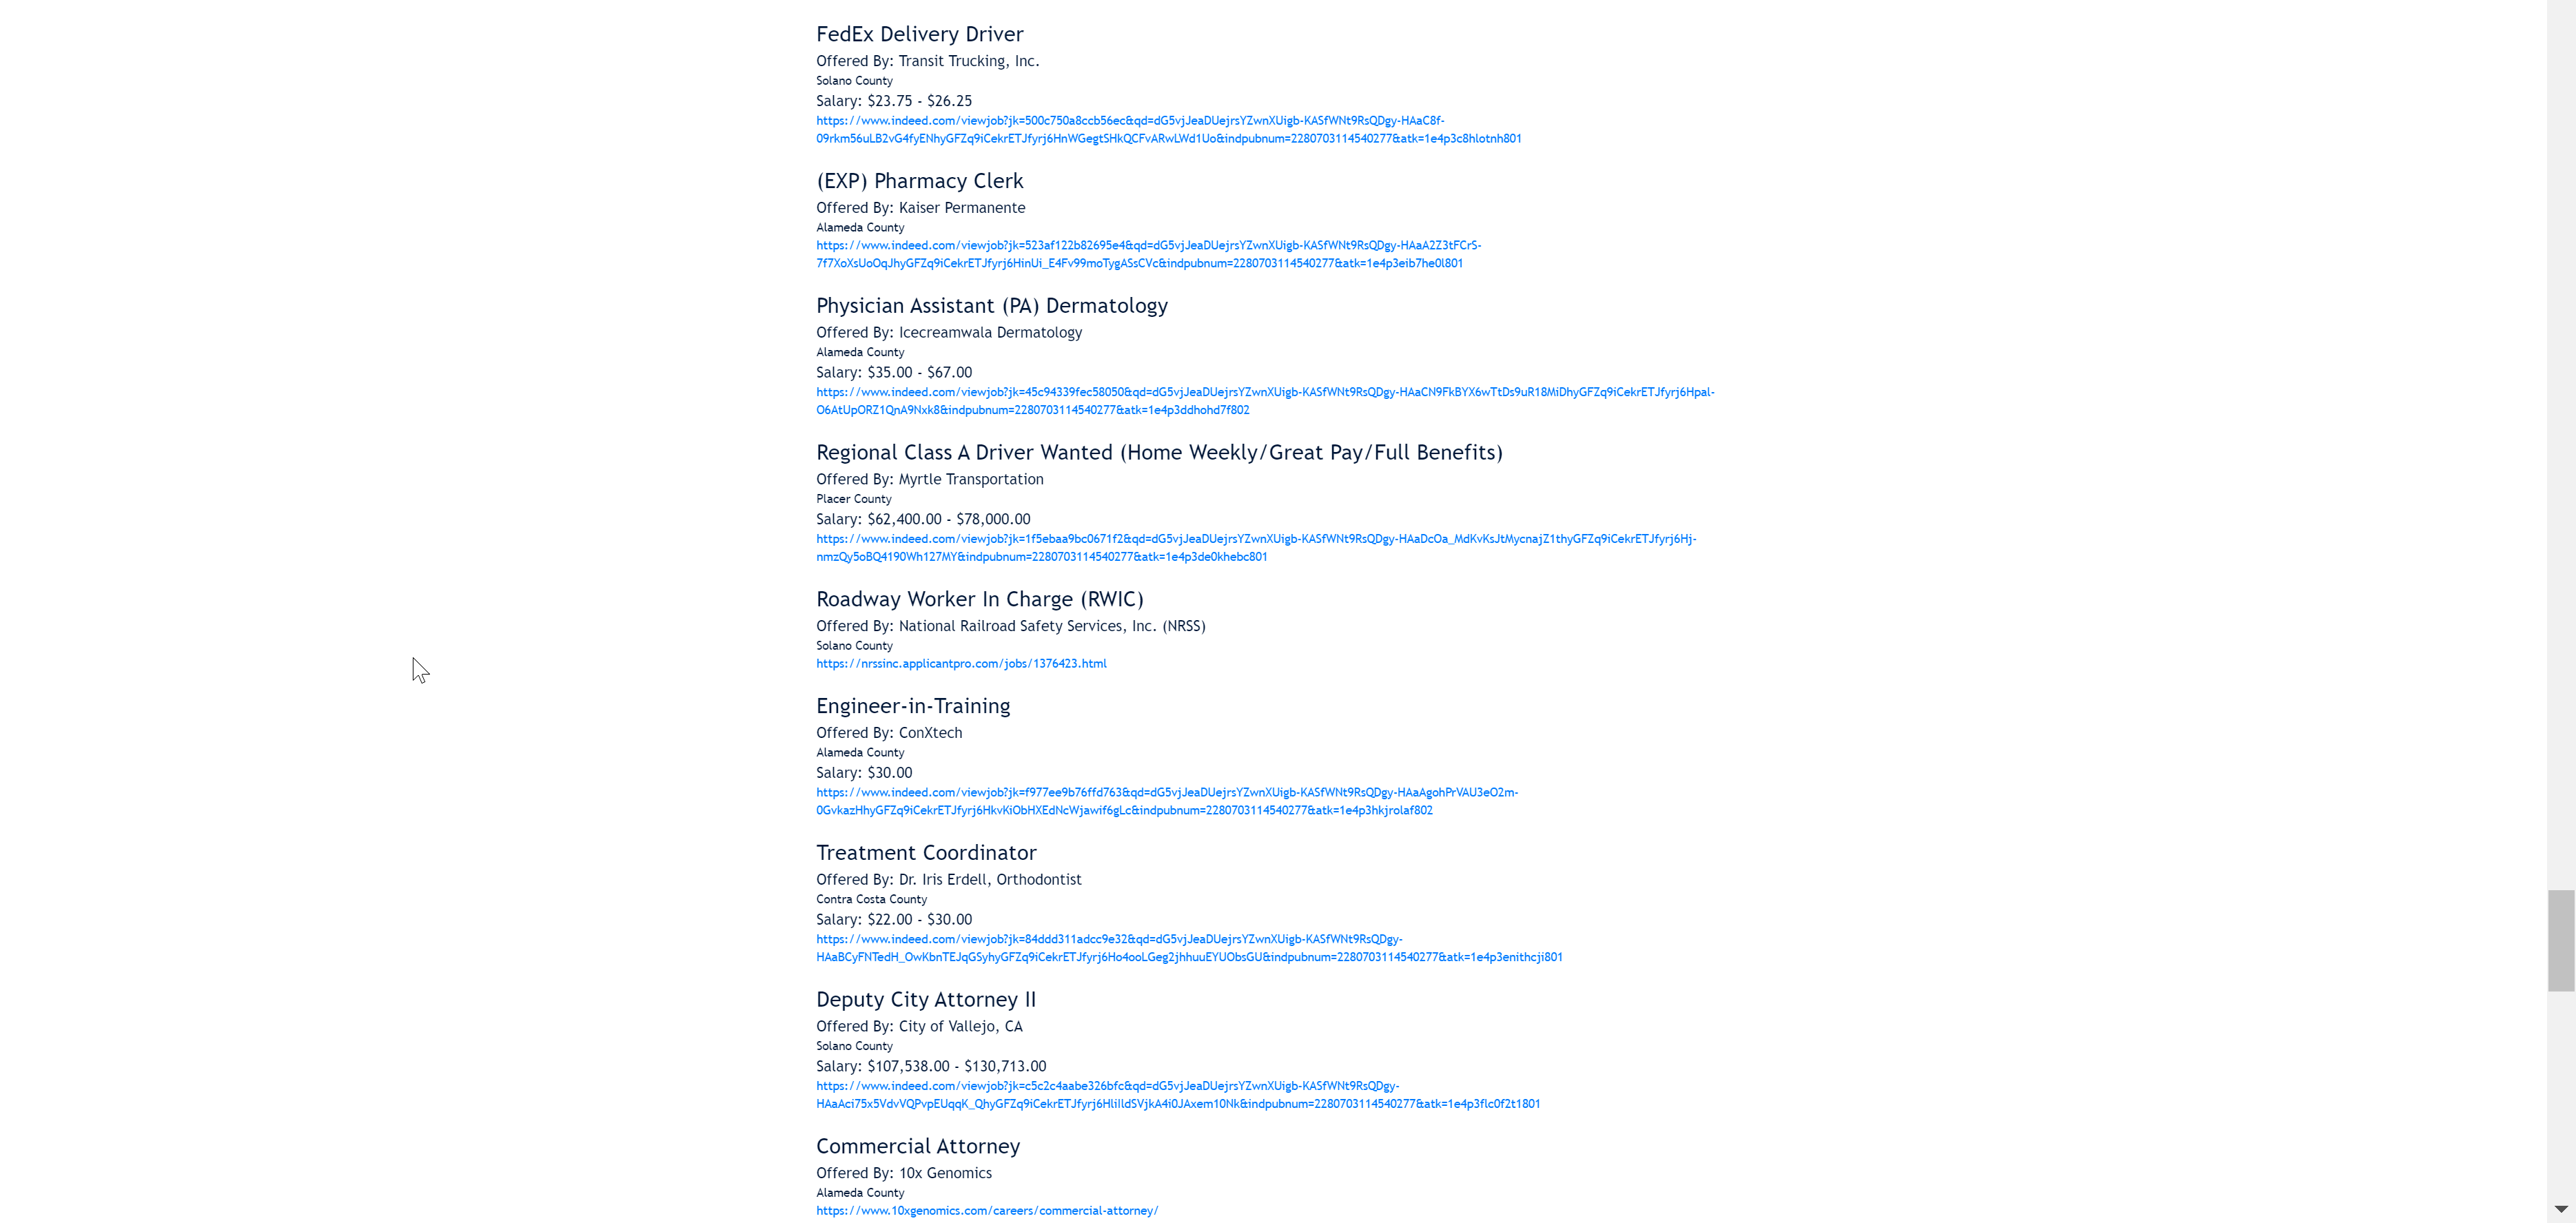 FedEx Delivery Driver
Offered By: Transit Trucking, Inc.
Solano County
Salary: $23.75 - $26.25
https://www.indeed.com/viewjob?jk=500c750a8ccb56ec&qd=dG5vjJeaDUejrsYZwnXUigb-KASfWNt9RsQDgy-HAaC8f-
09rkm56uLB2vG4fyENhyGFZq9iCekrETJfyrj6HnWGegtSHkQCFvARwLWd1Uo&indpubnum=2280703114540277&atk=1e4p3c8hlotnh801
(EXP) Pharmacy Clerk
Offered By: Kaiser Permanente
Alameda County
https://www.indeed.com/viewjob?jk=523af122b82695e4&qd=dG5vjJeaDUejrsYZwnXUigb-KASfWNt9RsQDgy-HAaA2Z3tFCrS-
7f7XoXsUoOqJhyGFZq9iCekrETJfyrj6HinUi_E4Fv99moTygASsCVc&indpubnum=2280703114540277&atk=1e4p3eib7he0l801
Physician Assistant (PA) Dermatology
Offered By: Icecreamwala Dermatology
Alameda County
Salary: $35.00 - $67.00
https://www.indeed.com/viewjob?jk=45c94339fec58050&qd=dG5vjJeaDUejrsYZwnXUigb-KASfWNt9RsQDgy-HAaCN9FkBYX6wTtDs9uR18MiDhyGFZq9iCekrETJfyrj6Hpal-
O6AtUpORZ1QnA9Nxk8&indpubnum=2280703114540277&atk=1e4p3ddhohd7f802
Regional Class A Driver Wanted (Home Weekly/Great Pay/Full Benefits)
Offered By: Myrtle Transportation
Placer County
Salary: $62,400.00 - $78,000.00
https://www.indeed.com/viewjob?jk=1f5ebaa9bc0671f2&qd=dG5vjJeaDUejrsYZwnXUigb-KASfWNt9RsQDgy-HAaDcOa_MdKvKsJtMycnajZ1thyGFZq9iCekrETJfyrj6Hj-
nmzQy5oBQ4190Wh127MY&indpubnum=2280703114540277&atk=1e4p3de0khebc801
Roadway Worker In Charge (RWIC)
Offered By: National Railroad Safety Services, Inc. (NRSS)
Solano County
https://nrssinc.applicantpro.com/jobs/1376423.html
Engineer-in-Training
Offered By: ConXtech
Alameda County
Salary: $30.00
https://www.indeed.com/viewjob?jk=f977ee9b76ffd763&qd=dG5vjJeaDUejrsYZwnXUigb-KASfWNt9RsQDgy-HAaAgohPrVAU3eO2m-
0GvkazHhyGFZq9iCekrETJfyrj6HkvKiObHXEdNcWjawif6gLc&indpubnum=2280703114540277&atk=1e4p3hkjrolaf802
Treatment Coordinator
Offered By: Dr. Iris Erdell, Orthodontist
Contra Costa County
Salary: $22.00 - $30.00
https://www.indeed.com/viewjob?jk=84ddd311adcc9e32&qd=dG5vjJeaDUejrsYZwnXUigb-KASfWNt9RsQDgy-
HAaBCyFNTedH_OwKbnTEJqGSyhyGFZq9iCekrETJfyrj6Ho4ooLGeg2jhhuuEYUObsGU&indpubnum=2280703114540277&atk=1e4p3enithcji801
Deputy City Attorney II
Offered By: City of Vallejo, CA
Solano County
Salary: $107,538.00 - $130,713.00
https://www.indeed.com/viewjob?jk=c5c2c4aabe326bfc&qd=dG5vjJeaDUejrsYZwnXUigb-KASfWNt9RsQDgy-
HAaAci75x5VdvVQPvpEUqqK_QhyGFZq9iCekrETJfyrj6HliIldSVjkA4i0JAxem10Nk&indpubnum=2280703114540277&atk=1e4p3flc0f2t1801
Commercial Attorney
Offered By: 10x Genomics
Alameda County
https://www.10xgenomics.com/careers/commercial-attorney/